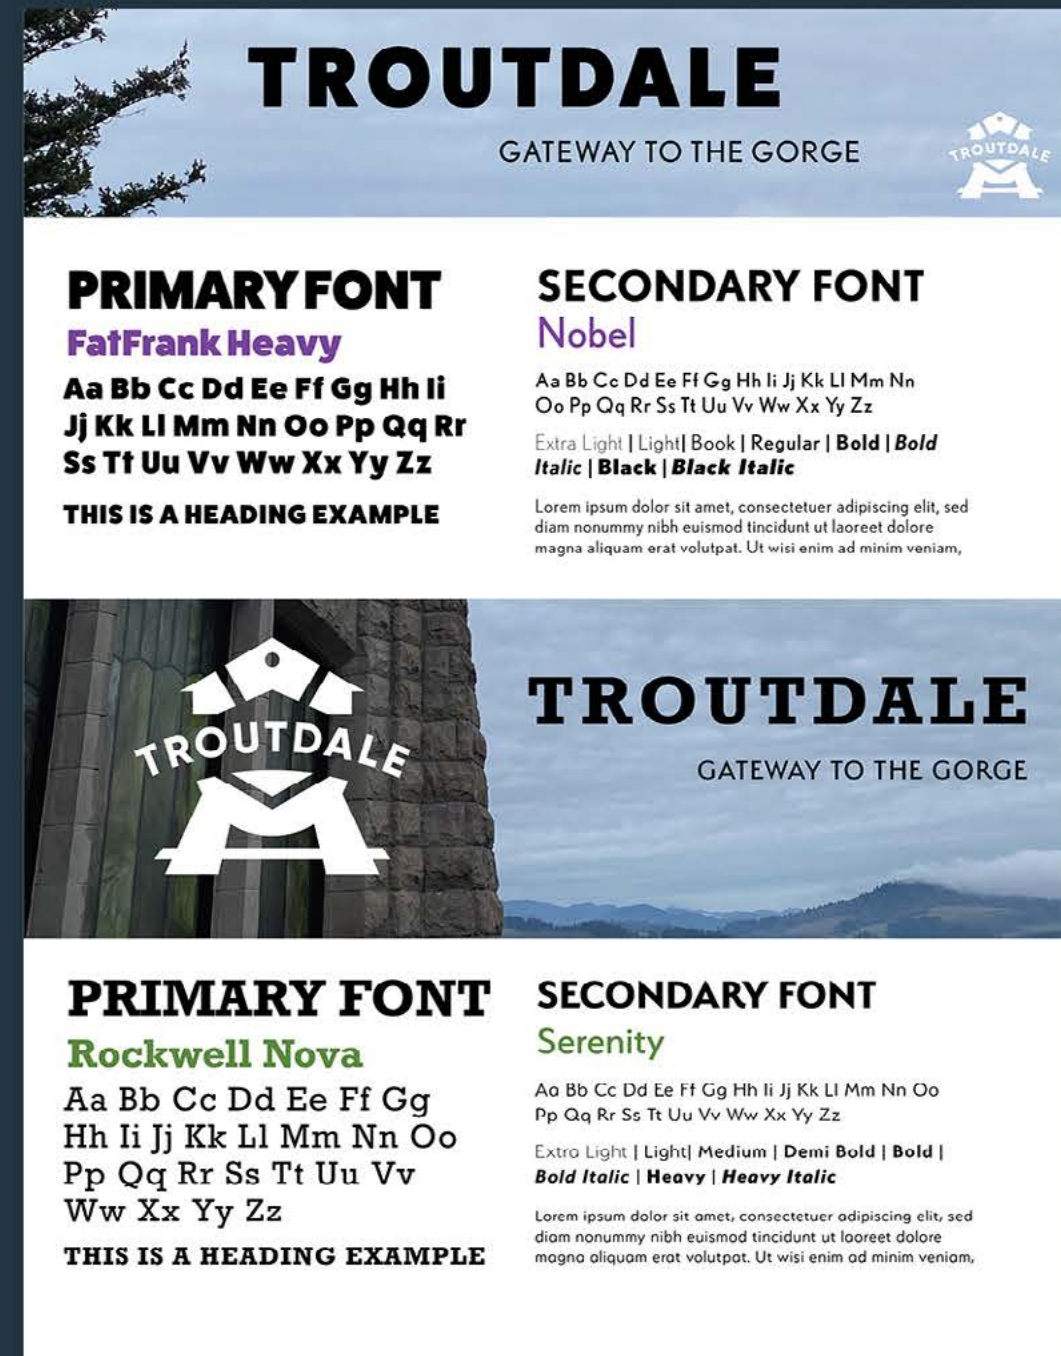 TROUTDALE
GATEWAY TO THE GORGE
TROUTDALE
PRIMARY FONT
FatFrank Heavy
Aa Bb Cc Dd Ee Ff Gg Hh Ii
Jj Kk Ll Mm Nn Oo Pp Qq Rr
Ss Tt Uu Vv Ww Xx Yy Zz
THIS IS A HEADING EXAMPLE
SECONDARY FONT
Nobel
Aa Bb Cc Dd Ee Ff Gg Hh Ii Jj Kk Ll Mm Nn
Oo Pp Qq Rr Ss Tt Uu Vv Ww Xx Yy Zz
Extra Light | Light| Book | Regular | Bold | Bold
Italic | Black | Black Italic
Lorem ipsum dolor sit amet, consectetuer adipiscing elit, sed
diam nonummy nibh euismod tincidunt ut laoreet dolore
magna aliquam erat volutpat. Ut wisi enim ad minim veniam,
TROUTDALE
TROUTDALE
GATEWAY TO THE GORGE
PRIMARY FONT
Rockwell Nova
Aa Bb Cc Dd Ee Ff Gg
Hh Ii Jj Kk Ll Mm Nn Oo
Pp Qq Rr Ss Tt Uu Vv
Ww Xx Yy Zz
THIS IS A HEADING EXAMPLE
SECONDARY FONT
Serenity
Aa Bb Cc Dd Ee Ff Gg Hh Ii Jj Kk Ll Mm Nn Oo
Pp Qq Rr Ss Tt Uu Vv Ww Xx Yy Zz
Extra Light | Light| Medium | Demi Bold | Bold |
Bold Italic | Heavy | Heavy Italic
Lorem ipsum dolor sit amet, consectetuer adipiscing elit, sed
diam nonummy nibh euismod tincidunt ut laoreet dolore
magna aliquam erat volutpat. Ut wisi enim ad minim veniam,